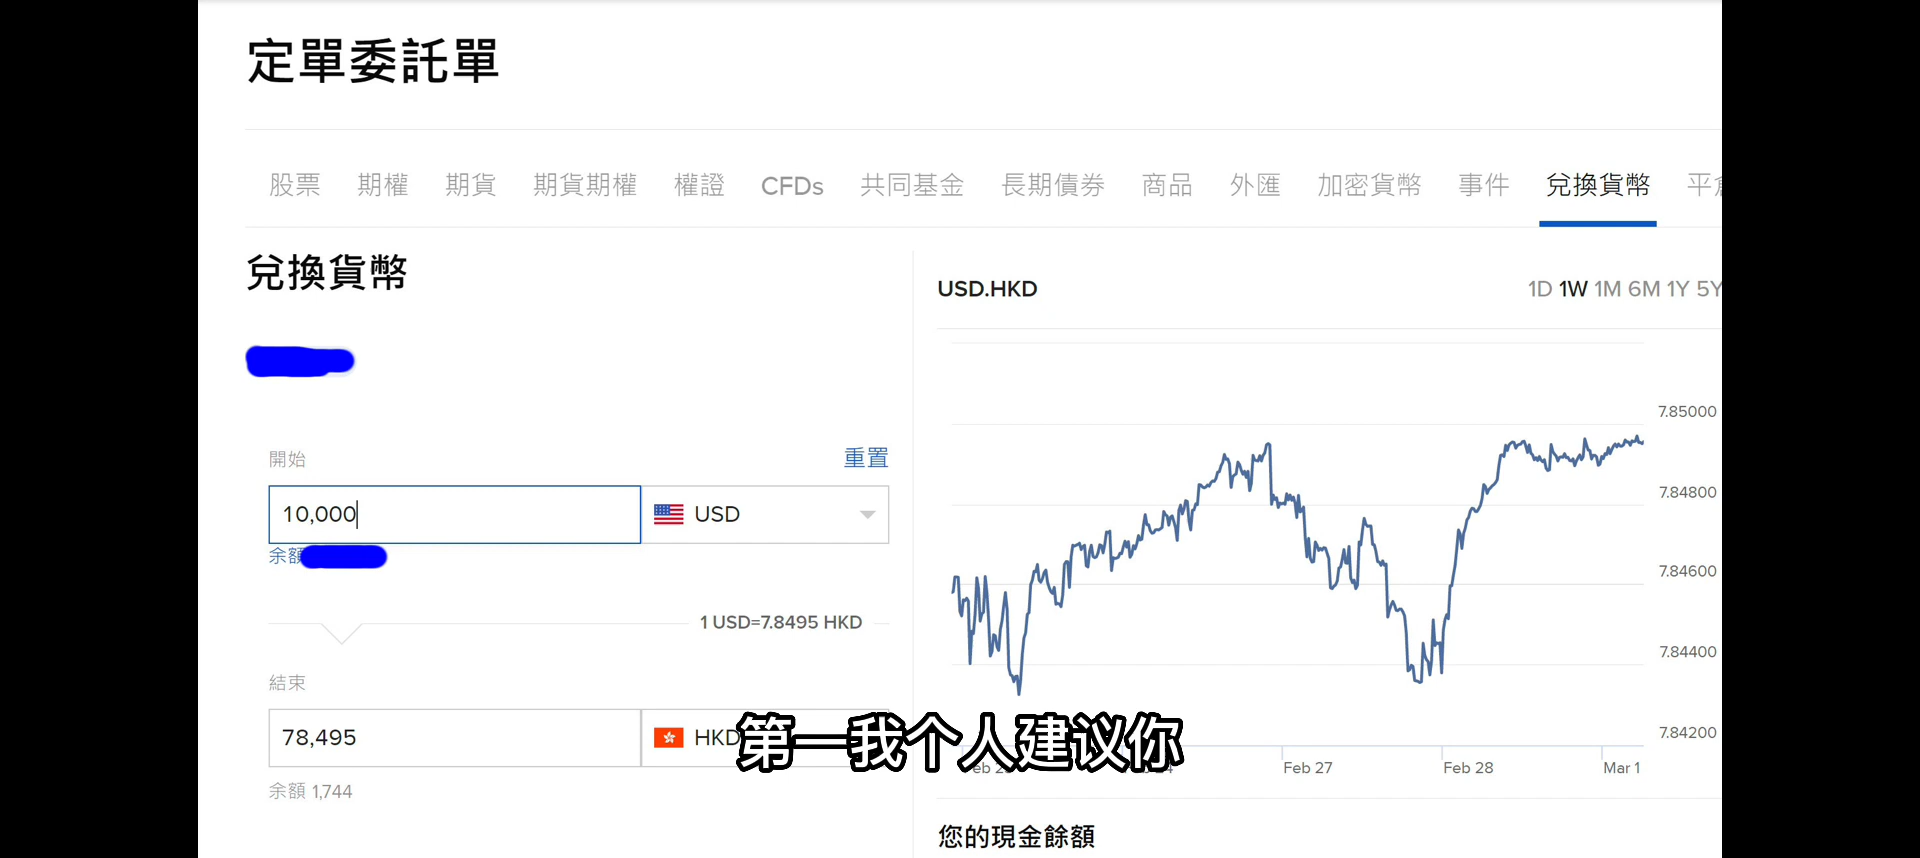 定單委託單
股票 期權 期貨 期貨期權 權證 CFDs 共同基金 長期債券 商品 外匯 加密貨幣 事件 兌換貨幣 平
兌換貨幣
開始 重置
10,000 USD
余額
1 USD=7.8495 HKD
結束
78,495 HKD
余額 1,744
USD.HKD 1D 1W 1M 6M 1Y 5Y
7.85000
7.84800
7.84600
7.84400
7.84200
Feb 27 Feb 28 Mar 1
第一我个人建议你
您的現金餘額